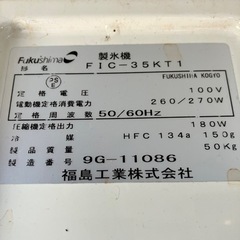 Fukushima 製氷機
形名 FIC-35KT1
PSE FUKUSHIMA KOGYO
定格電圧 100V
電動機定格消費電力 260/270W
定格周波数 50/60Hz
圧縮機定格出力 180W
冷媒 HFC 134a 150g
製品質量 50Kg
製造番号 9G-11086
福島工業株式会社